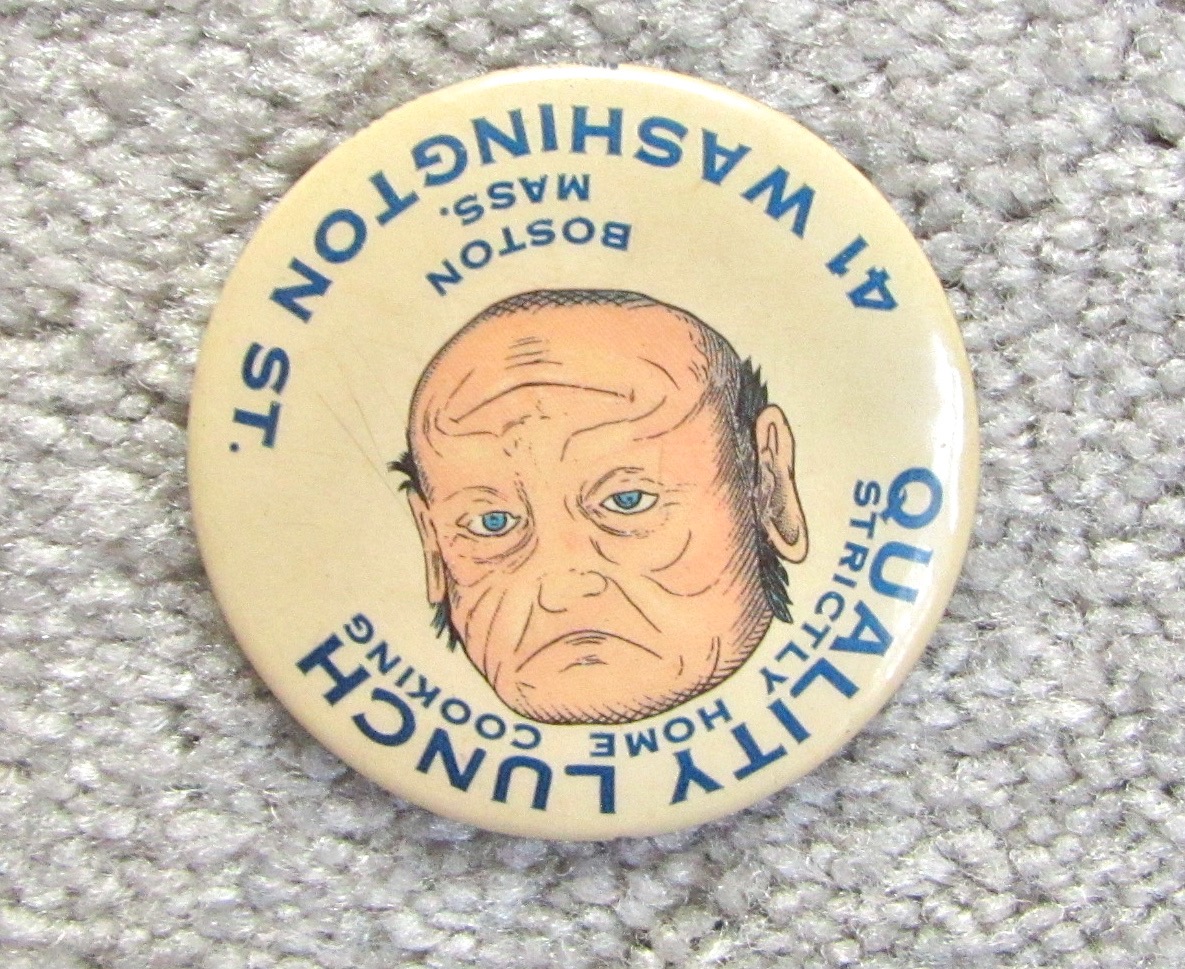 QUALITY LUNCH
STRICTLY HOME COOKING
BOSTON
MASS.
41 WASHINGTON ST.